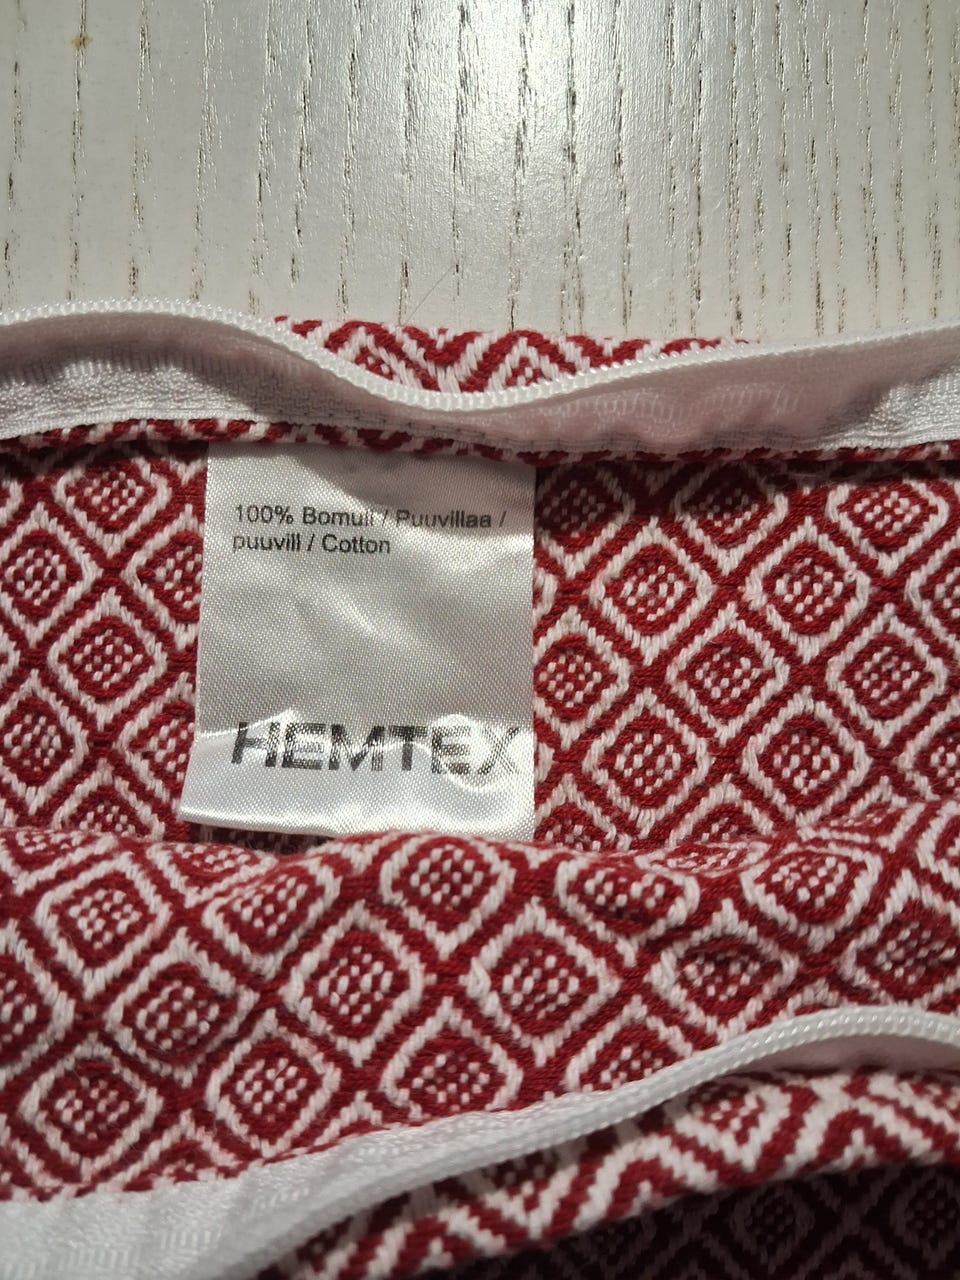 100% Bomull / Puuvillaa /
puuvill / Cotton
HEMTEX